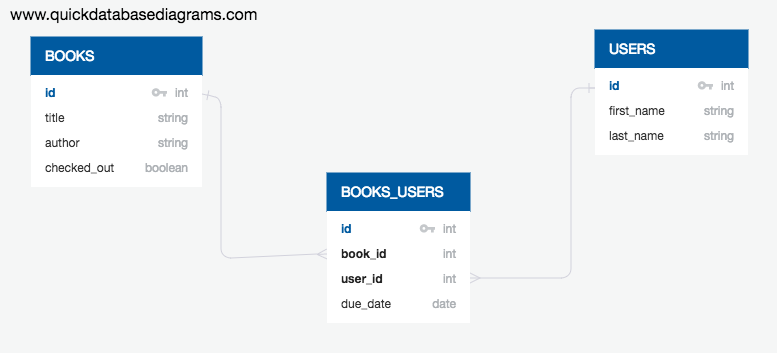 www.quickdatabasediagrams.com
BOOKS
id int
title string
author string
checked_out boolean
USERS
id int
first_name string
last_name string
BOOKS_USERS
id int
book_id int
user_id int
due_date date